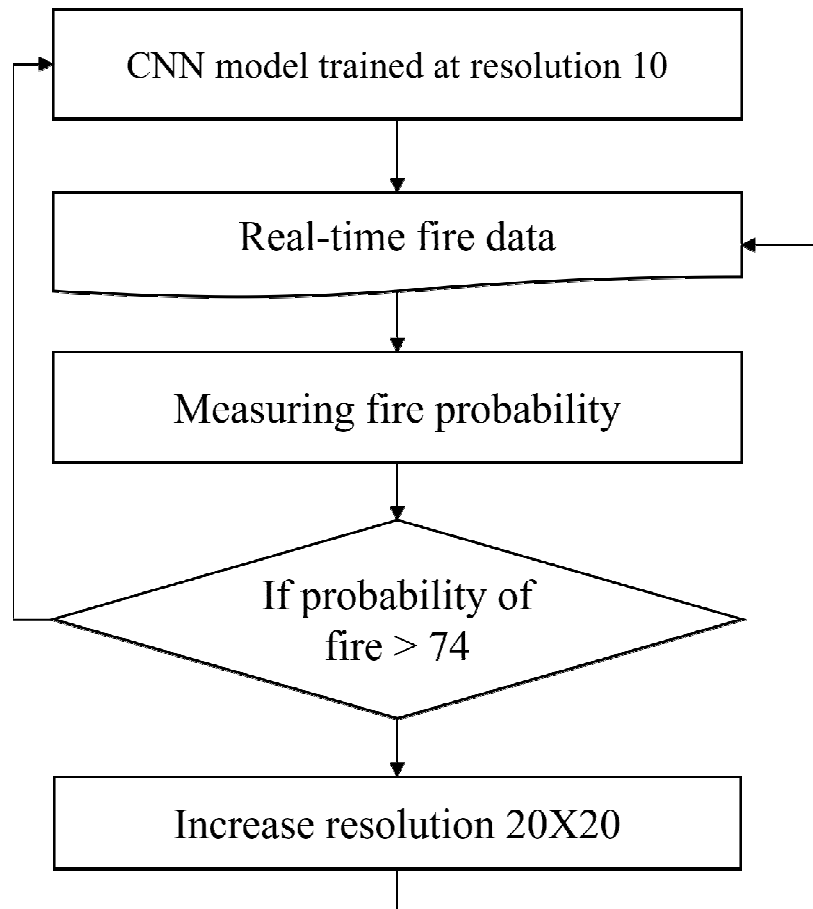 CNN model trained at resolution 10
Real-time fire data
Measuring fire probability
If probability of
fire > 74
Increase resolution 20X20